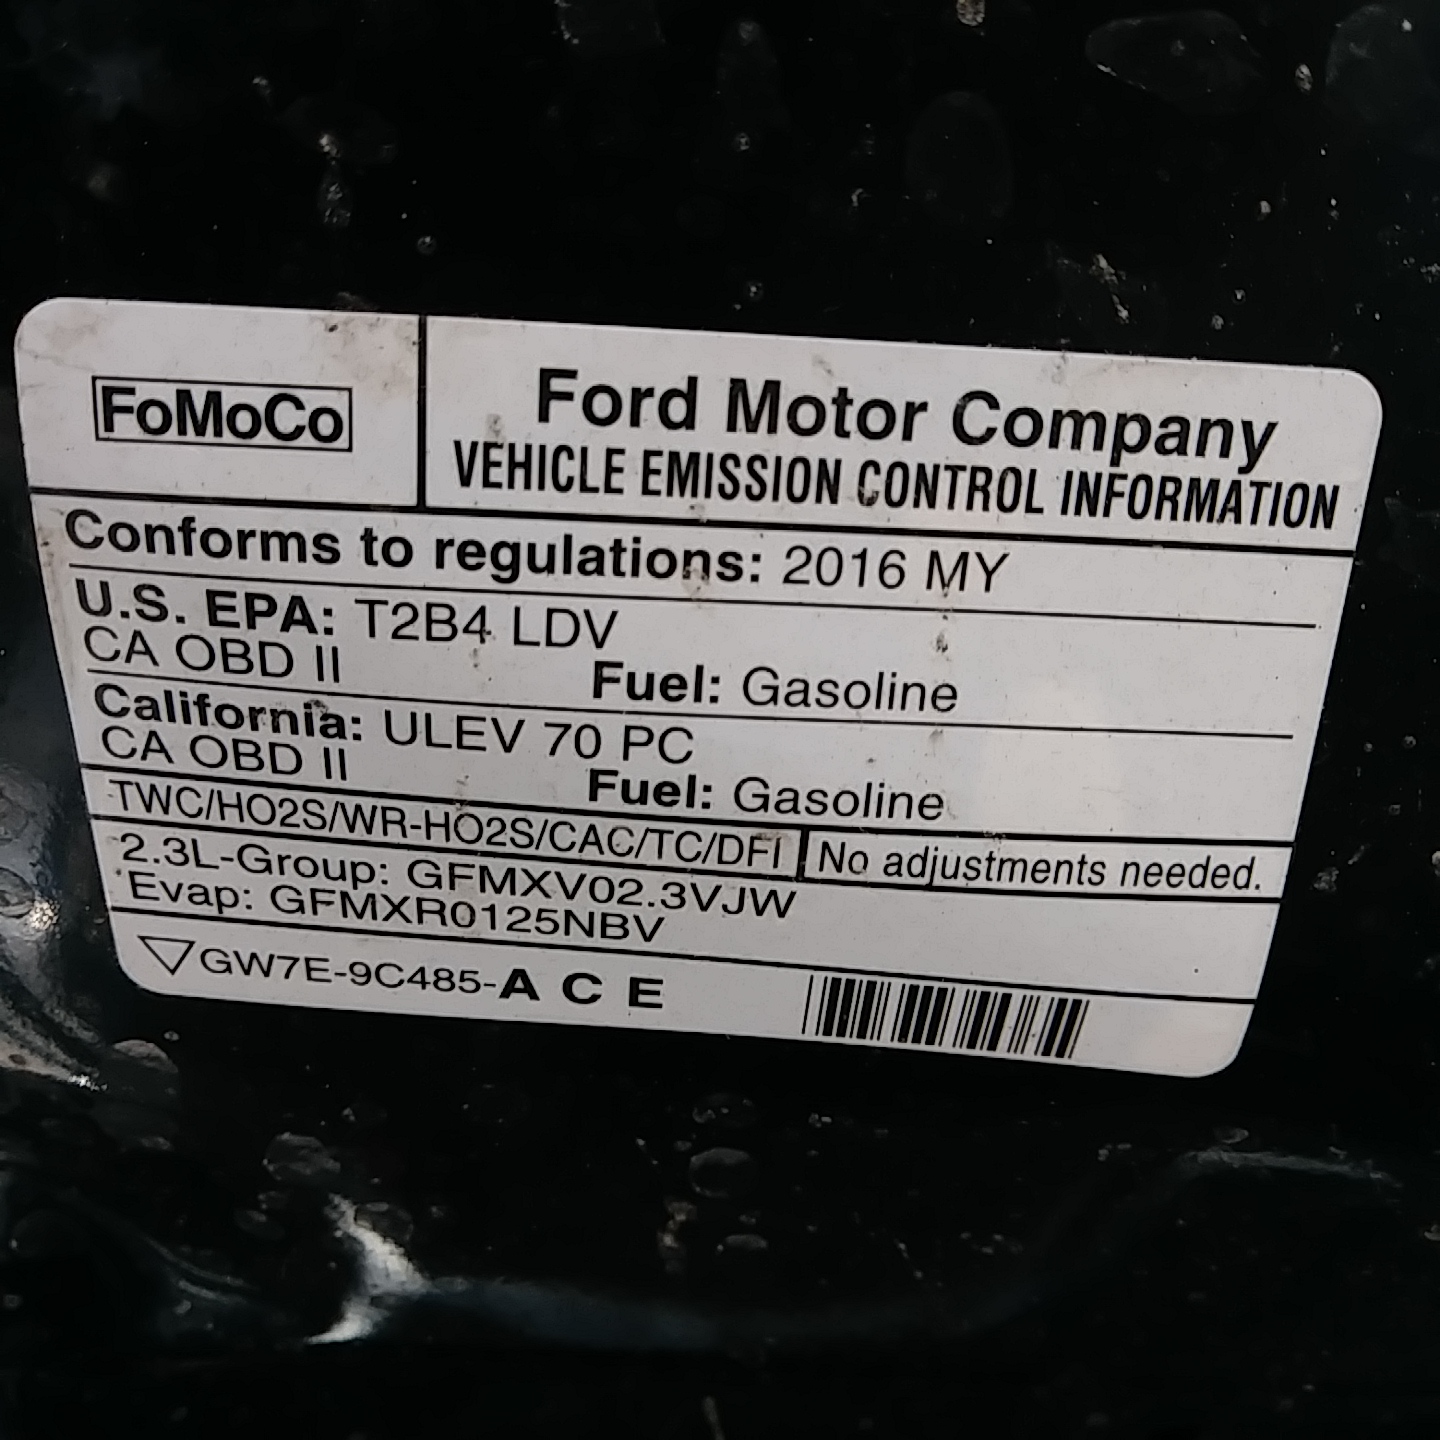 FoMoCo
Ford Motor Company
VEHICLE EMISSION CONTROL INFORMATION
Conforms to regulations: 2016 MY
U.S. EPA: T2B4 LDV
CA OBD II
Fuel: Gasoline
California: ULEV 70 PC
CA OBD II
Fuel: Gasoline
TWC/HO2S/WR-HO2S/CAC/TC/DFI
No adjustments needed.
2.3L-Group: GFMXV02.3VJW
Evap: GFMXR0125NBV
GW7E-9C485-A C E